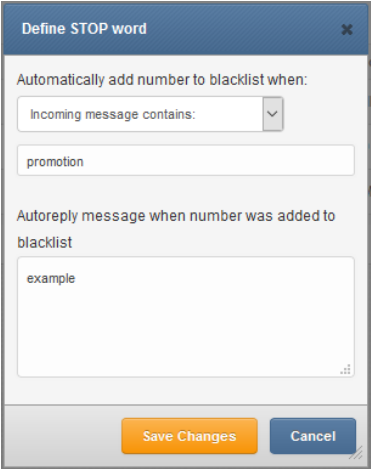 Define STOP word
Automatically add number to blacklist when:
Incoming message contains:
promotion
Autoreply message when number was added to
blacklist
example
Save Changes
Cancel